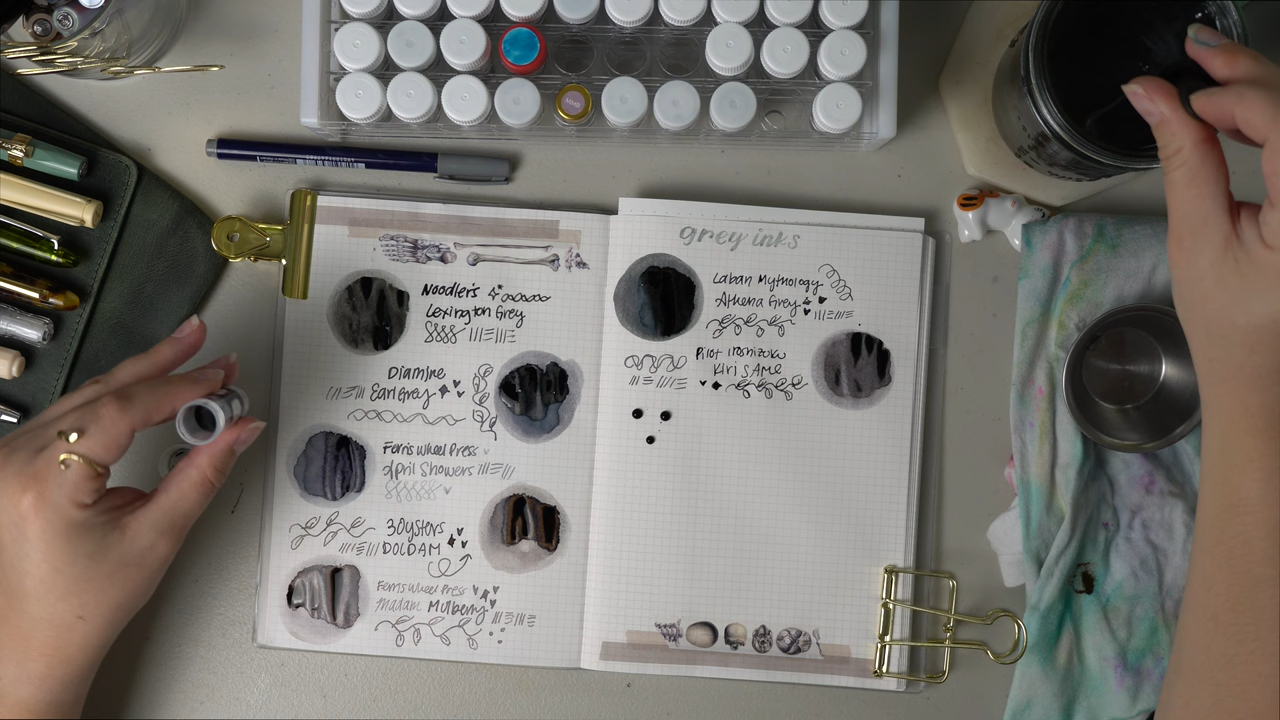 Noodler's
Lexington Grey
Diamine
Earl Grey
Ferris Wheel Press
April Showers
3Oysters
DOLDAM
Ferris Wheel Press
Madam Mulberry
grey inks
Laban Mythology
Athena Grey
Pilot Iroshizuku
Kiri SAME